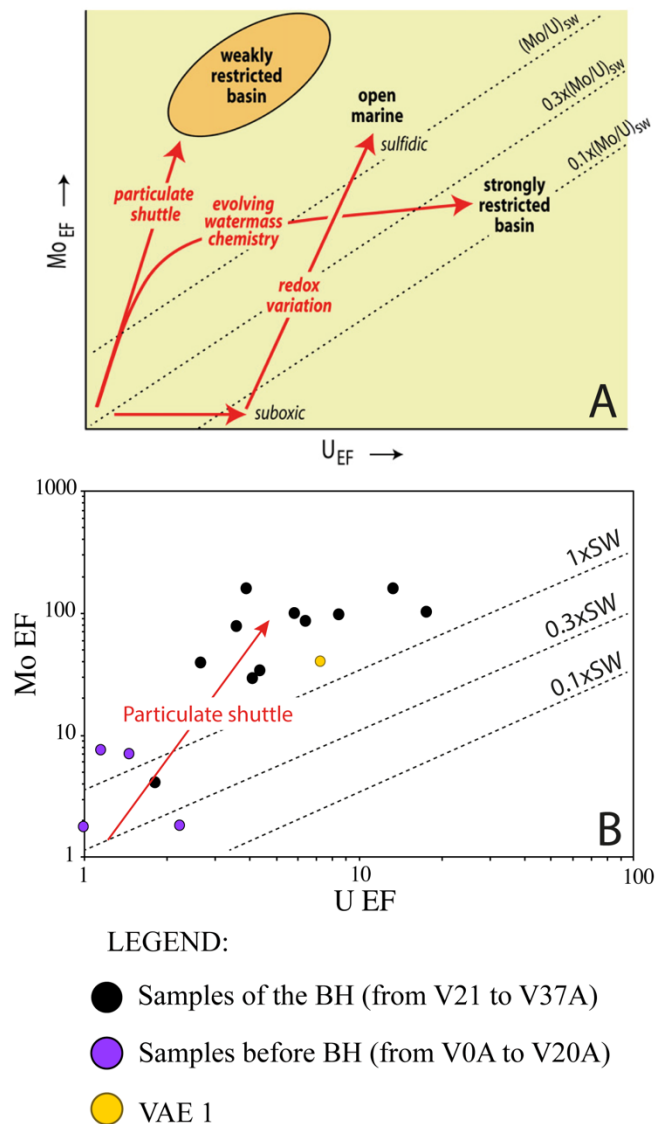 weakly
restricted
basin
open
marine
sulfidic
(Mo/U)sw
0.3x(Mo/U)sw
0.1x(Mo/U)sw
particulate
shuttle
evolving
watermass
chemistry
strongly
restricted
basin
redox
variation
suboxic
MoEF
UEF
A
1000
100
10
1
Mo EF
1xSW
0.3xSW
0.1xSW
Particulate shuttle
B
1
10
100
U EF
LEGEND:
Samples of the BH (from V21 to V37A)
Samples before BH (from V0A to V20A)
VAE 1